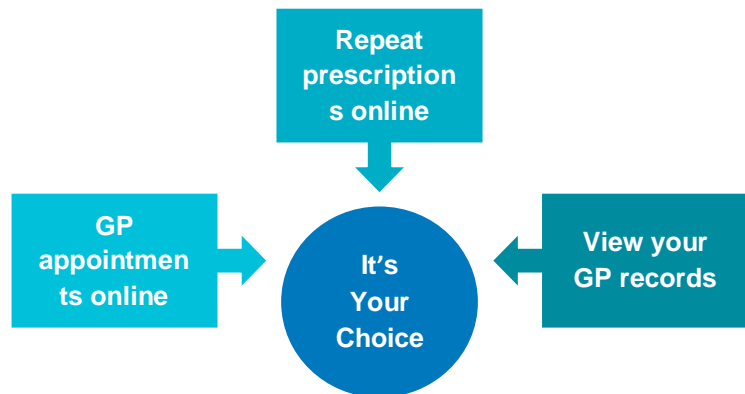 Repeat
prescription
s online
GP
appointmen
ts online
It's
Your
Choice
View your
GP records